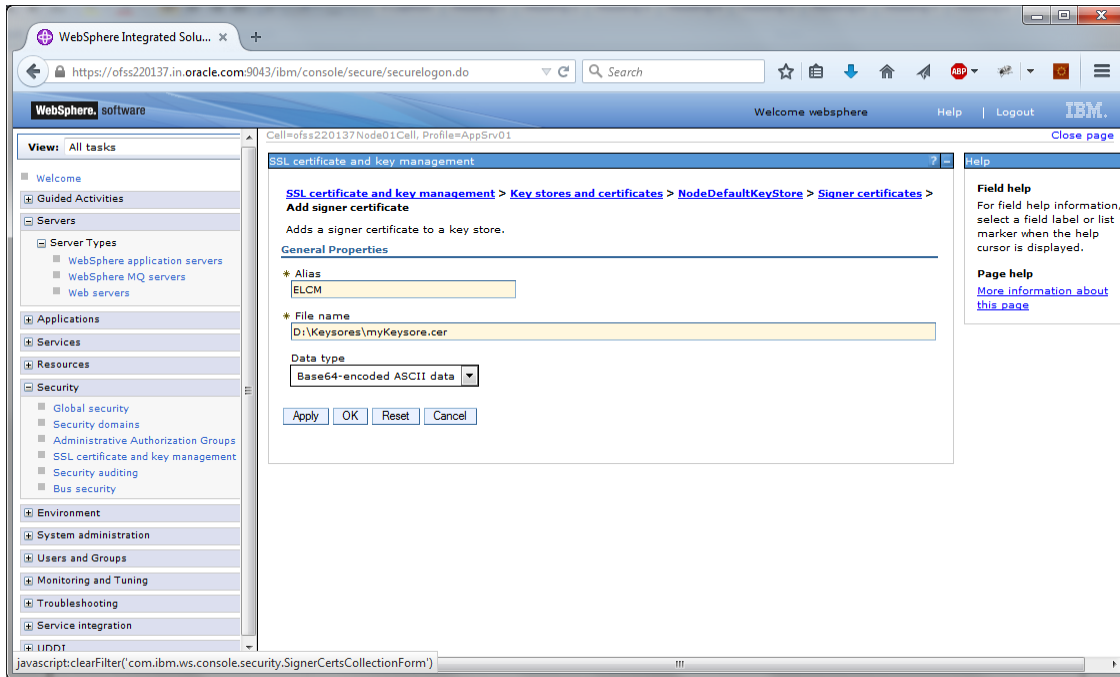 WebSphere Integrated Solu... × +
https://ofss220137.in.oracle.com:9043/ibm/console/secure/securelogon.do
Search
ABP
WebSphere. software
Welcome websphere
Help | Logout
IBM.
View: All tasks
Welcome
Guided Activities
Servers
Server Types
WebSphere application servers
WebSphere MQ servers
Web servers
Applications
Services
Resources
Security
Global security
Security domains
Administrative Authorization Groups
SSL certificate and key management
Security auditing
Bus security
Environment
System administration
Users and Groups
Monitoring and Tuning
Troubleshooting
Service integration
UDDI
javascript:clearFilter('com.ibm.ws.console.security.SignerCertsCollectionForm')
Cell=ofss220137Node01Cell, Profile=AppSrv01
Close page
SSL certificate and key management
? –
SSL certificate and key management > Key stores and certificates > NodeDefaultKeyStore > Signer certificates >
Add signer certificate
Adds a signer certificate to a key store.
General Properties
* Alias
ELCM
* File name
D:\Keysores\myKeysore.cer
Data type
Base64-encoded ASCII data
Apply OK Reset Cancel
Help
Field help
For field help information,
select a field label or list
marker when the help
cursor is displayed.
Page help
More information about
this page